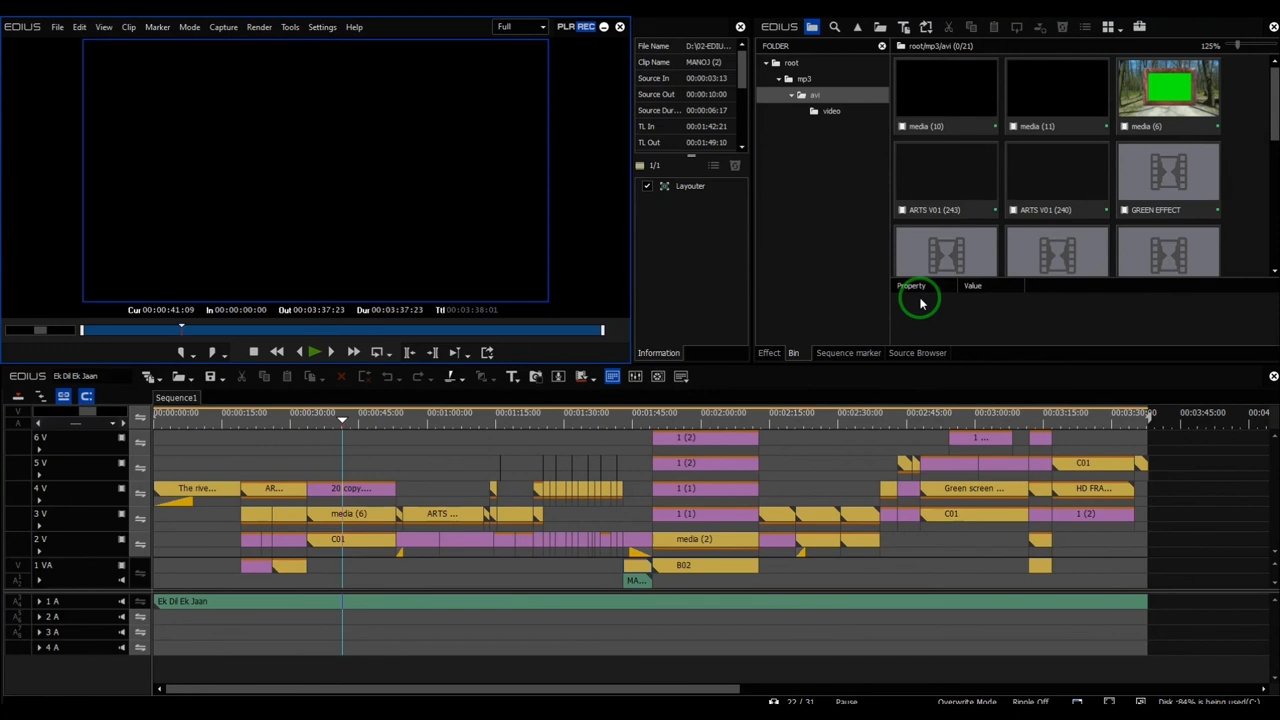 EDIUS File Edit View Clip Marker Mode Capture Render Tools Settings Help Full PLR REC
EDIUS
File Name D:\02-EDIU...
Clip Name MANOJ (2)
Source In 00:00:03:13
Source Out 00:00:10:00
Source Dur... 00:00:06:17
TL In 00:01:42:21
TL Out 00:01:49:10
1/1
Layouter
Information
FOLDER
root
mp3
avi
video
root/mp3/avi (0/21) 125%
media (10) media (11) media (6)
ARTS V01 (243) ARTS V01 (240) GREEN EFFECT
Property Value
Effect Bin Sequence marker Source Browser
Cur 00:00:41:09 In 00:00:00:00 Out 00:03:37:23 Dur 00:03:37:23 Ttl 00:03:38:01
EDIUS Ek Dil Ek Jaan
Sequence1
V
A
00:00:00:00 00:00:15:00 00:00:30:00 00:00:45:00 00:01:00:00 00:01:15:00 00:01:30:00 00:01:45:00 00:02:00:00 00:02:15:00 00:02:30:00 00:02:45:00 00:03:00:00 00:03:15:00 00:03:30:00 00:03:45:00 00:04
6 V 1 (2) 1 ...
5 V 1 (2) C01
4 V The rive... AR... 20 copy.... 1 (1) Green screen ... HD FRA...
3 V media (6) ARTS ... 1 (1) C01 1 (2)
2 V C01 media (2)
V 1 VA B02
MA...
1 A Ek Dil Ek Jaan
2 A
3 A
4 A
22 / 31 Pause Overwrite Mode Ripple Off Disk :84% is being used(C:)